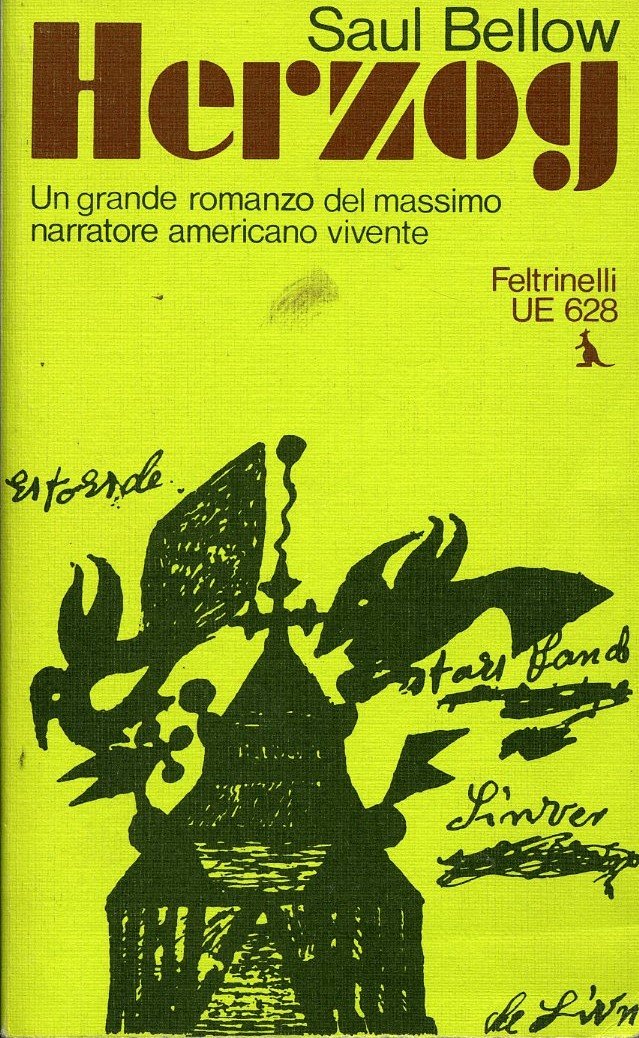 Saul Bellow
Herzog
Un grande romanzo del massimo
narratore americano vivente
Feltrinelli
UE 628